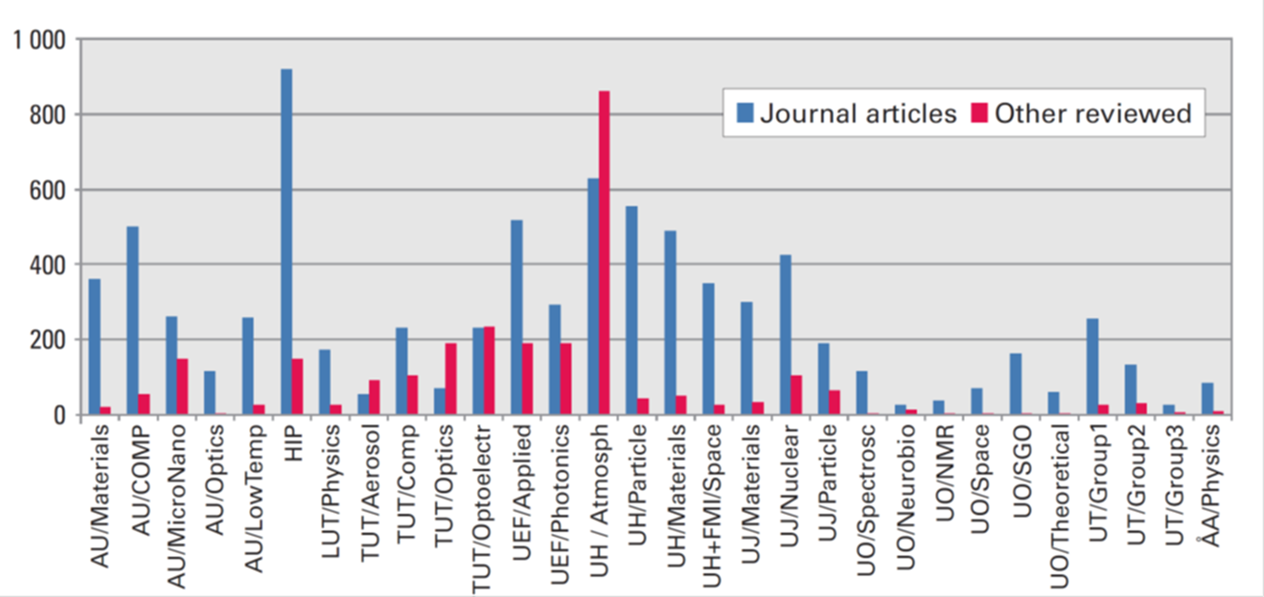 1 000
800
600
400
200
0
Journal articles Other reviewed
AU/Materials
AU/COMP
AU/MicroNano
AU/Optics
AU/LowTemp
HIP
LUT/Physics
TUT/Aerosol
TUT/Comp
TUT/Optics
TUT/Optoelectr
UEF/Applied
UEF/Photonics
UH / Atmosph
UH/Particle
UH/Materials
UH+FMI/Space
UJ/Materials
UJ/Nuclear
UJ/Particle
UO/Spectrosc
UO/Neurobio
UO/NMR
UO/Space
UO/SGO
UO/Theoretical
UT/Group1
UT/Group2
UT/Group3
ÅA/Physics